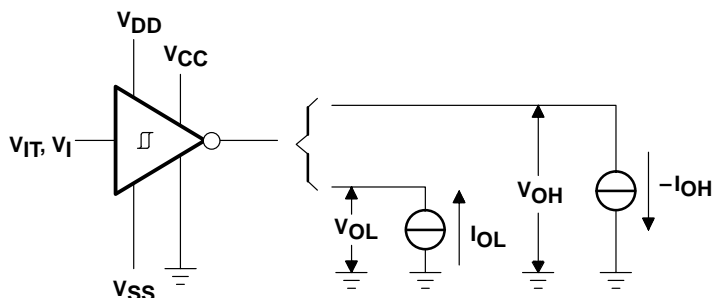 VDD
VCC
VIT, VI
VOH
–IOH
VOL
IOL
VSS